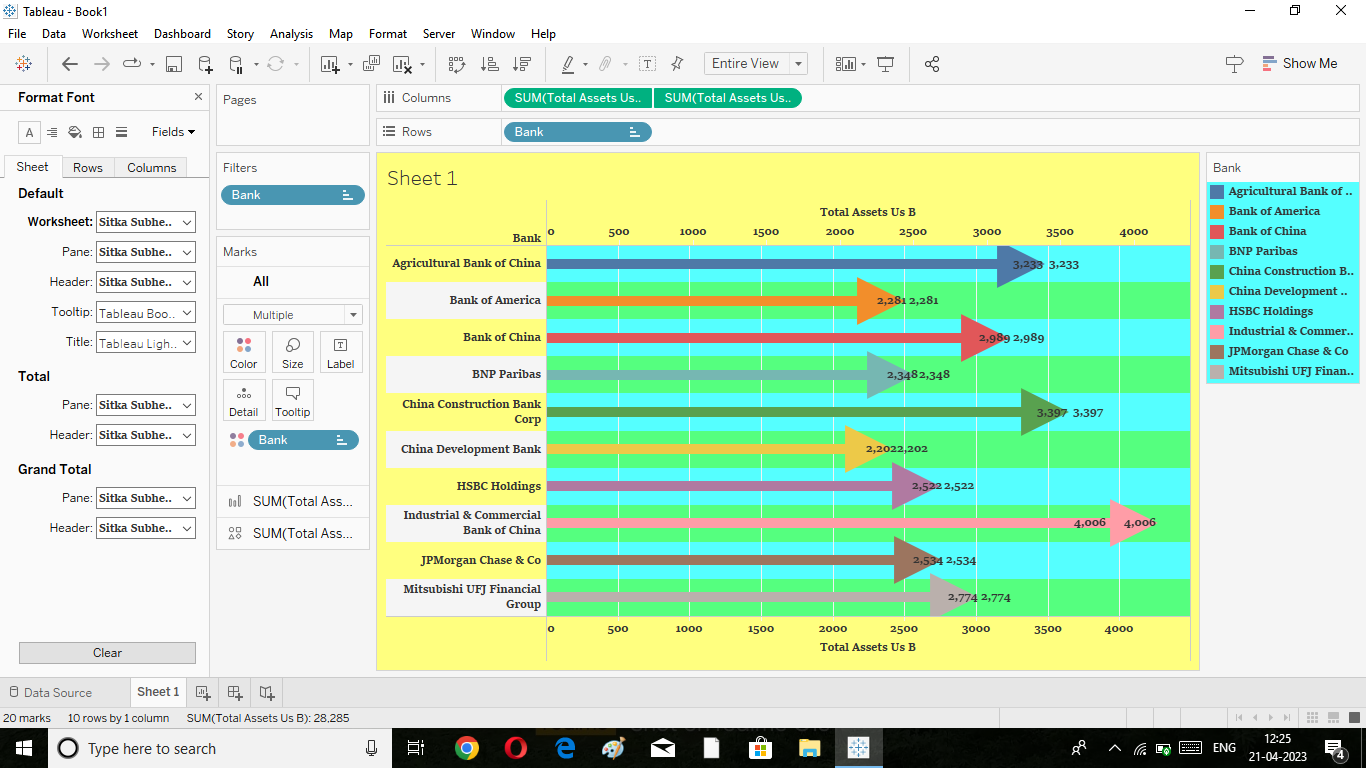 Tableau - Book1
File Data Worksheet Dashboard Story Analysis Map Format Server Window Help
Entire View
Show Me
Format Font
Fields
Sheet Rows Columns
Default
Worksheet: Sitka Subhe..
Pane: Sitka Subhe..
Header: Sitka Subhe..
Tooltip: Tableau Boo..
Title: Tableau Ligh..
Total
Pane: Sitka Subhe..
Header: Sitka Subhe..
Grand Total
Pane: Sitka Subhe..
Header: Sitka Subhe..
Clear
Pages
Filters
Bank
Marks
All
Multiple
Color Size Label
Detail Tooltip
Bank
SUM(Total Ass...
SUM(Total Ass...
Columns SUM(Total Assets Us.. SUM(Total Assets Us..
Rows Bank
Sheet 1
Total Assets Us B
Bank 0 500 1000 1500 2000 2500 3000 3500 4000
Agricultural Bank of China 3,233 3,233
Bank of America 2,281 2,281
Bank of China 2,989 2,989
BNP Paribas 2,348 2,348
China Construction Bank
Corp 3,397 3,397
China Development Bank 2,202 2,202
HSBC Holdings 2,522 2,522
Industrial & Commercial
Bank of China 4,006 4,006
JPMorgan Chase & Co 2,534 2,534
Mitsubishi UFJ Financial
Group 2,774 2,774
0 500 1000 1500 2000 2500 3000 3500 4000
Total Assets Us B
Bank
Agricultural Bank of ..
Bank of America
Bank of China
BNP Paribas
China Construction B..
China Development ..
HSBC Holdings
Industrial & Commer..
JPMorgan Chase & Co
Mitsubishi UFJ Finan..
Data Source Sheet 1
20 marks 10 rows by 1 column SUM(Total Assets Us B): 28,285
Type here to search
ENG
12:25
21-04-2023
4